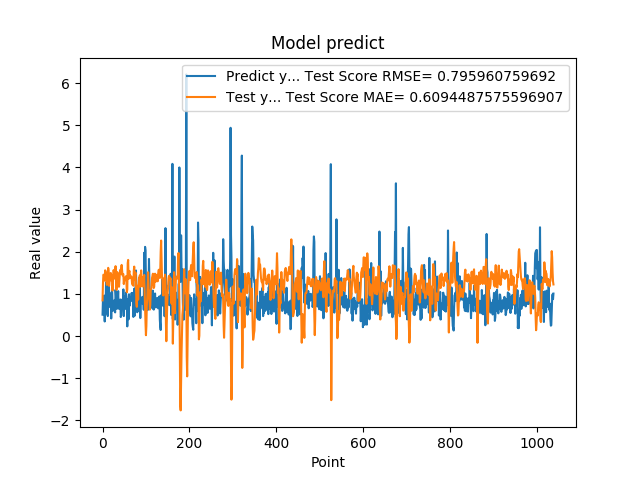 Model predict
Predict y... Test Score RMSE= 0.795960759692
Test y... Test Score MAE= 0.6094487575596907
Real value
6
5
4
3
2
1
0
−1
−2
0 200 400 600 800 1000
Point